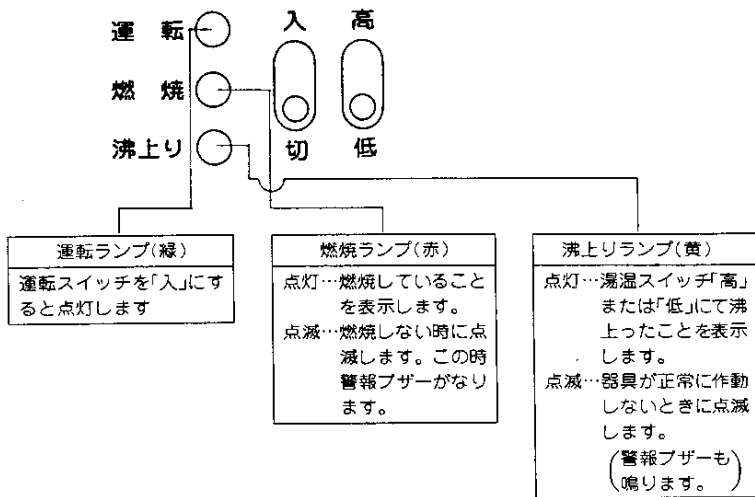 運転 入 高
燃焼
沸上り 切 低
運転ランプ(緑)
運転スイッチを「入」にす
ると点灯します
燃焼ランプ(赤)
点灯…燃焼していること
を表示します。
点滅…燃焼しない時に点
滅します。この時
警報ブザーがなり
ます。
沸上りランプ(黄)
点灯…湯温スイッチ「高」
または「低」にて沸
上ったことを表示
します。
点滅…器具が正常に作動
しないときに点滅
します。
(警報ブザーも
鳴ります。)